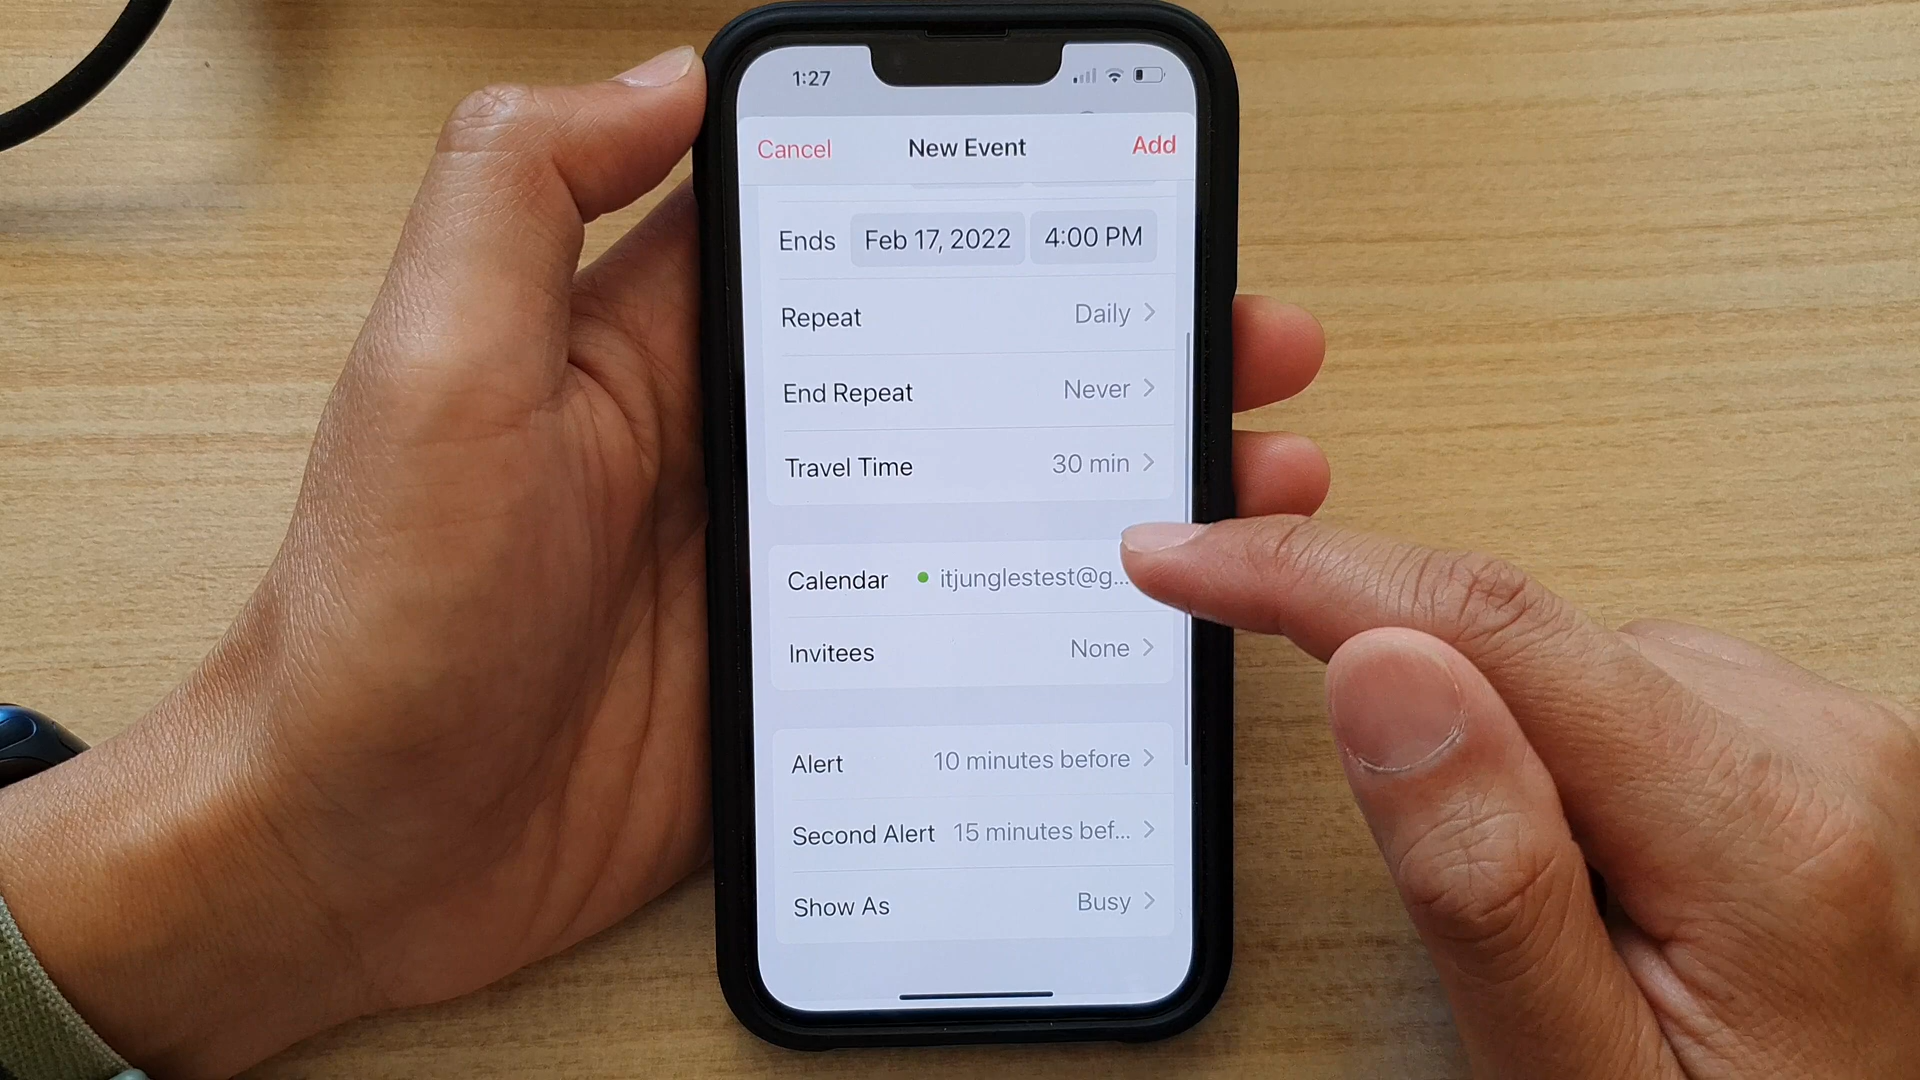 1:27
Cancel New Event Add
Ends Feb 17, 2022 4:00 PM
Repeat Daily
End Repeat Never
Travel Time 30 min
Calendar itjunglestest@g...
Invitees None
Alert 10 minutes before
Second Alert 15 minutes bef...
Show As Busy